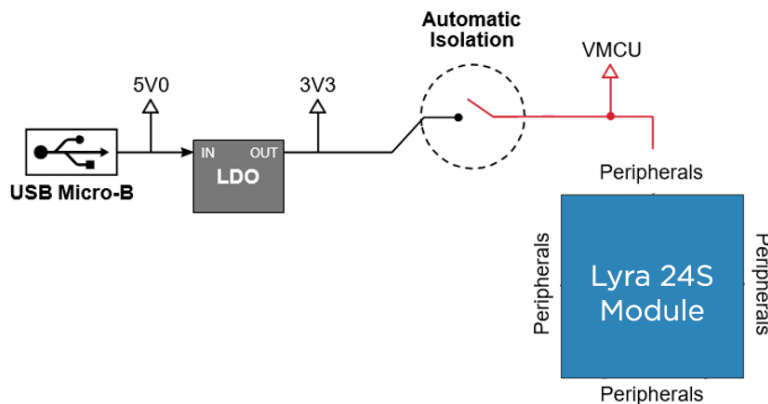 Automatic
Isolation
VMCU
5V0
3V3
IN OUT
LDO
USB Micro-B
Peripherals
Peripherals
Lyra 24S
Module
Peripherals
Peripherals